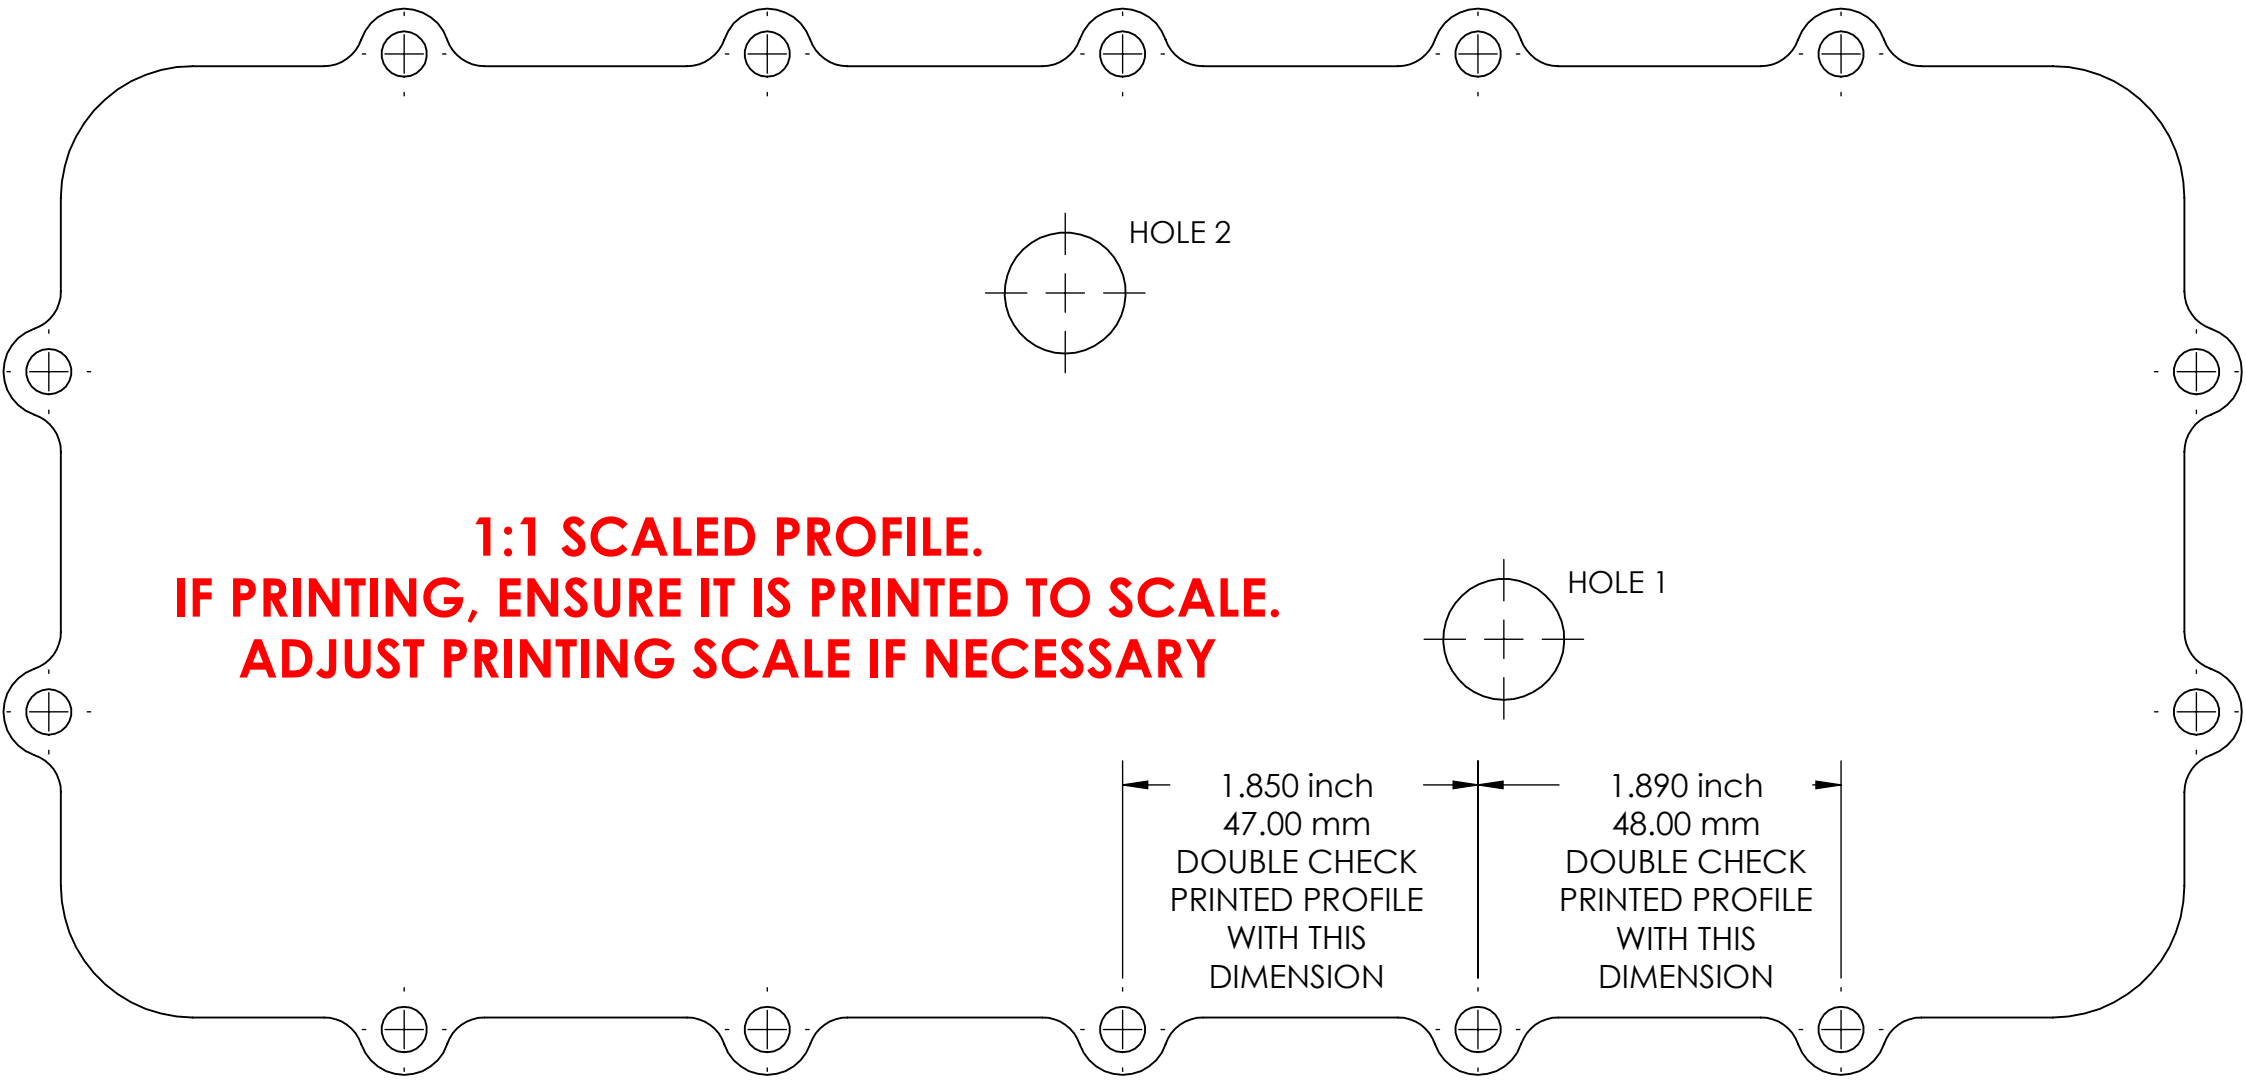 HOLE 2
1:1 SCALED PROFILE.
IF PRINTING, ENSURE IT IS PRINTED TO SCALE.
ADJUST PRINTING SCALE IF NECESSARY
HOLE 1
1.850 inch
47.00 mm
DOUBLE CHECK
PRINTED PROFILE
WITH THIS
DIMENSION
1.890 inch
48.00 mm
DOUBLE CHECK
PRINTED PROFILE
WITH THIS
DIMENSION